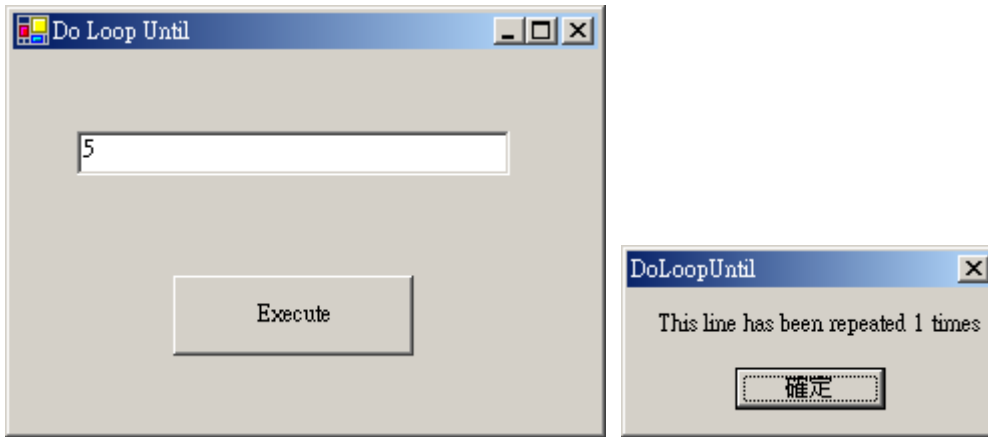 Do Loop Until
5
Execute
DoLoopUntil
This line has been repeated 1 times
確定